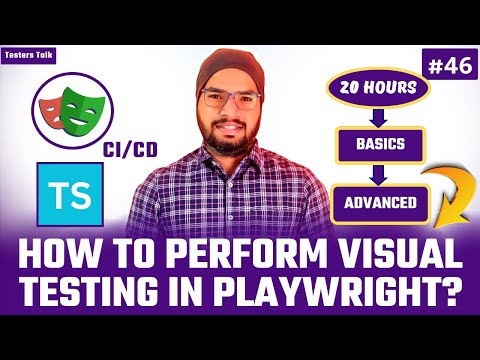 Testers Talk
#46
CI/CD
TS
20 HOURS
BASICS
ADVANCED
HOW TO PERFORM VISUAL
TESTING IN PLAYWRIGHT?